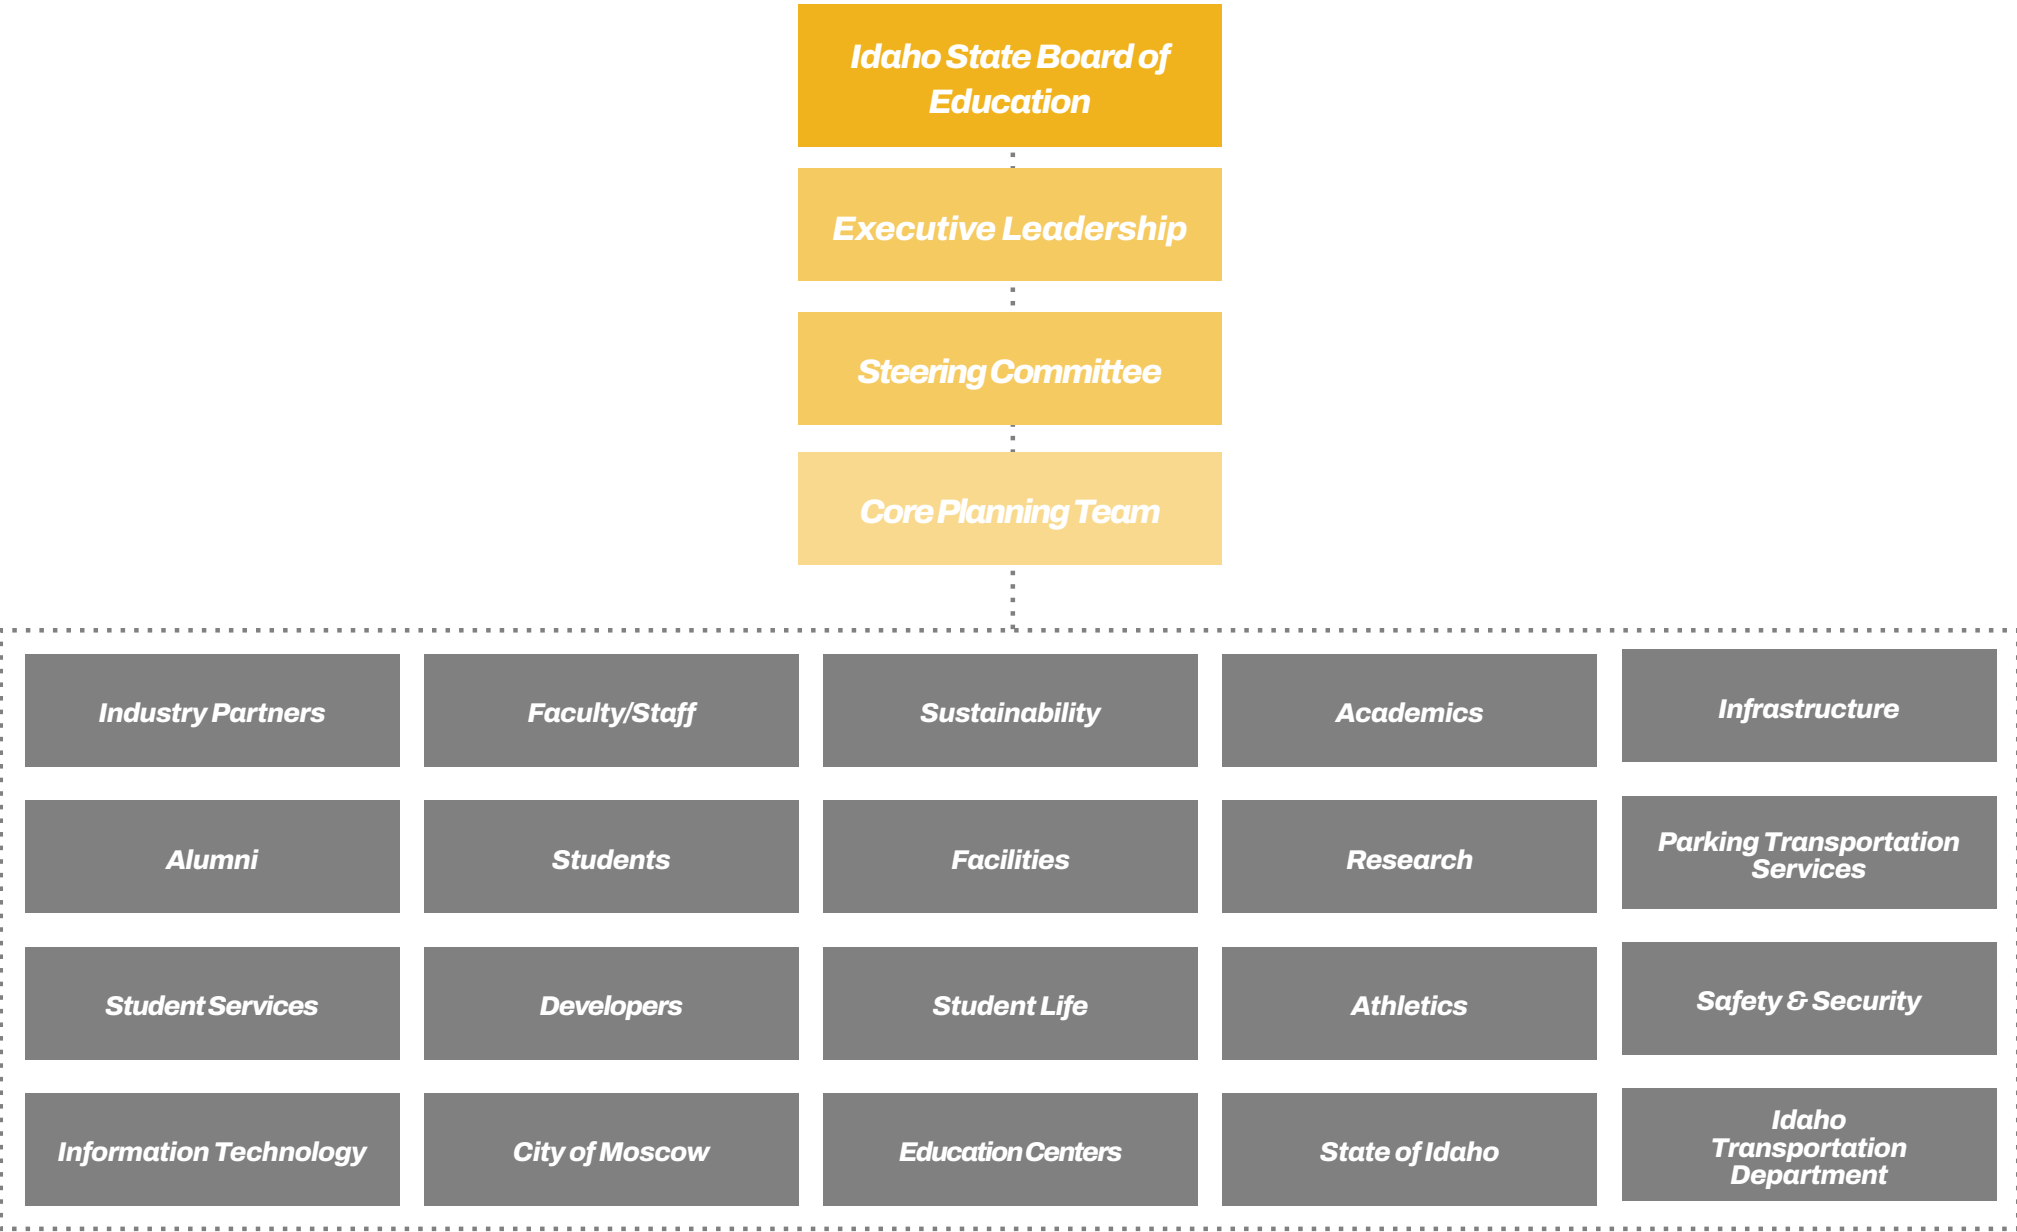 Idaho State Board of
Education
Executive Leadership
Steering Committee
Core Planning Team
Industry Partners
Faculty/Staff
Sustainability
Academics
Infrastructure
Alumni
Students
Facilities
Research
Parking Transportation
Services
Student Services
Developers
Student Life
Athletics
Safety & Security
Information Technology
City of Moscow
Education Centers
State of Idaho
Idaho
Transportation
Department